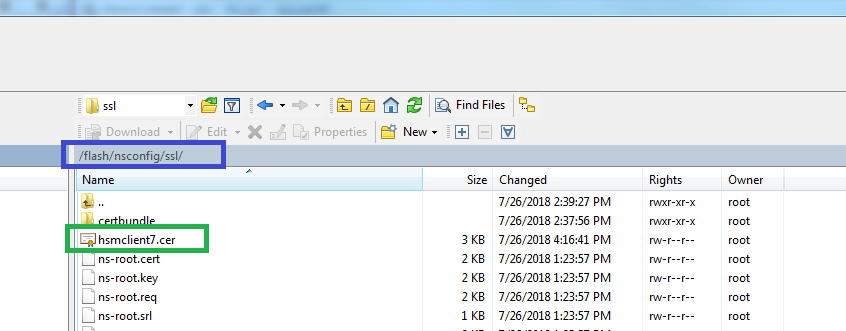 ssl Find Files
Download Edit Properties New
/flash/nsconfig/ssl/
Name Size Changed Rights Owner
.. 7/26/2018 2:39:27 PM rwxr-xr-x root
certbundle 7/26/2018 2:37:56 PM rwxr-xr-x root
hsmclient7.cer 3 KB 7/26/2018 4:16:41 PM rw-r--r-- root
ns-root.cert 2 KB 7/26/2018 1:23:57 PM rw-r--r-- root
ns-root.key 2 KB 7/26/2018 1:23:57 PM rw-r--r-- root
ns-root.req 2 KB 7/26/2018 1:23:57 PM rw-r--r-- root
ns-root.srl 1 KB 7/26/2018 1:23:57 PM rw-r--r-- root